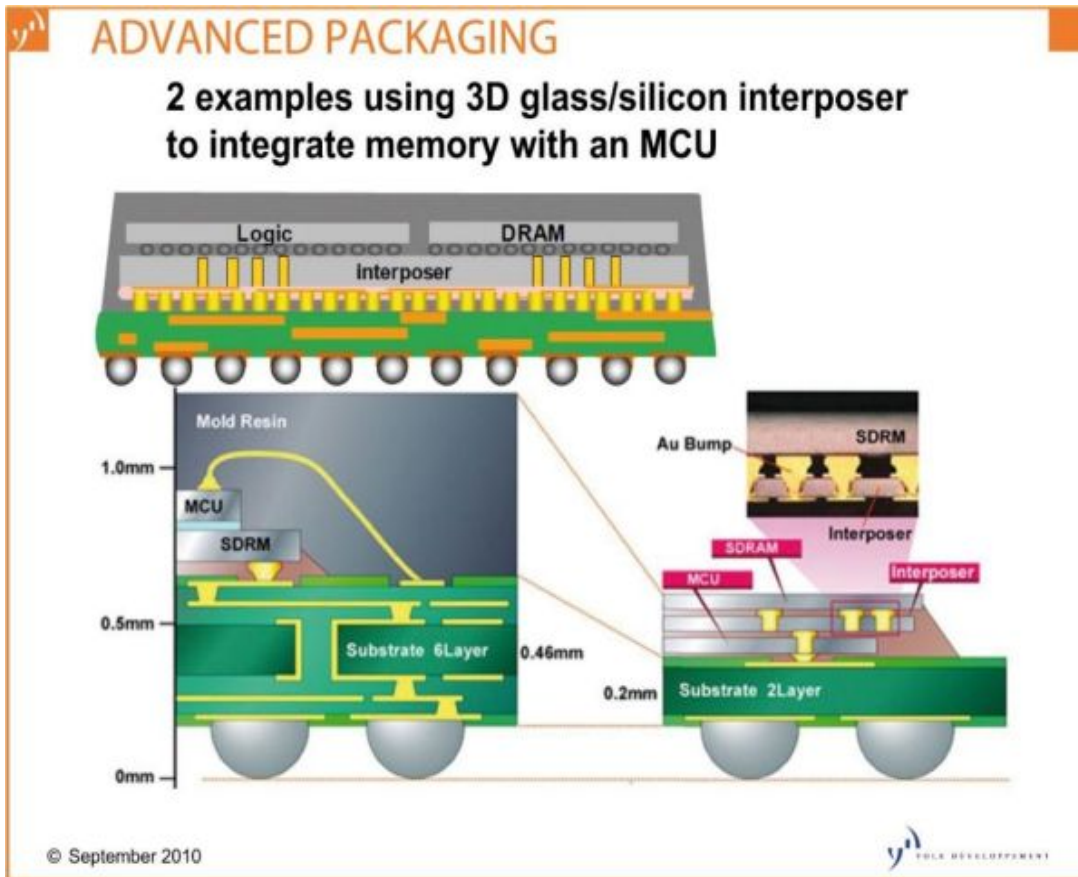 ADVANCED PACKAGING
2 examples using 3D glass/silicon interposer
to integrate memory with an MCU
Logic
DRAM
interposer
Mold Resin
1.0mm
MCU
SDRM
0.5mm
Substrate 6Layer
0.46mm
0mm
Au Bump
SDRM
Interposer
SDRAM
MCU
Interposer
0.2mm
Substrate 2Layer
© September 2010
YOLE DEVELOPPEMENT